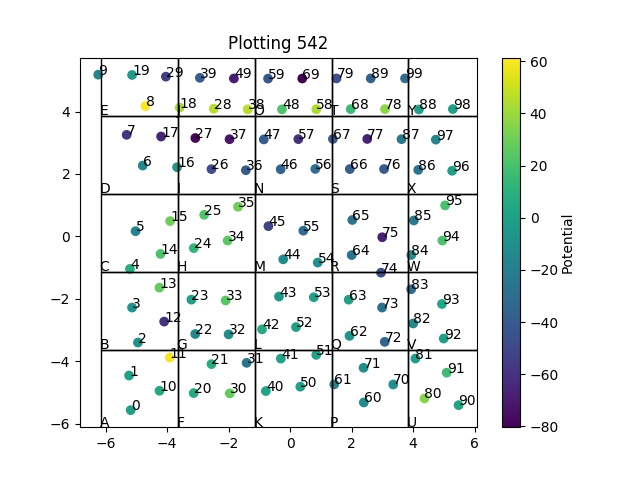 Plotting 542
9 19 29 39 49 59 69 79 89 99
8 18 28 38 48 58 68 78 88 98
E J O T Y
7 17 27 37 47 57 67 77 87 97
6 16 26 36 46 56 66 76 86 96
D I N S X
5 15 25 35 45 55 65 75 85 95
4 14 24 34 44 54 64 74 84 94
C H M R W
3 13 23 33 43 53 63 73 83 93
2 12 22 32 42 52 62 72 82 92
B G L Q V
1 11 21 31 41 51 61 71 81 91
0 10 20 30 40 50 60 70 80 90
A F K P U
4
2
0
−2
−4
−6
−6 −4 −2 0 2 4 6
60
40
20
0
−20
−40
−60
−80
Potential